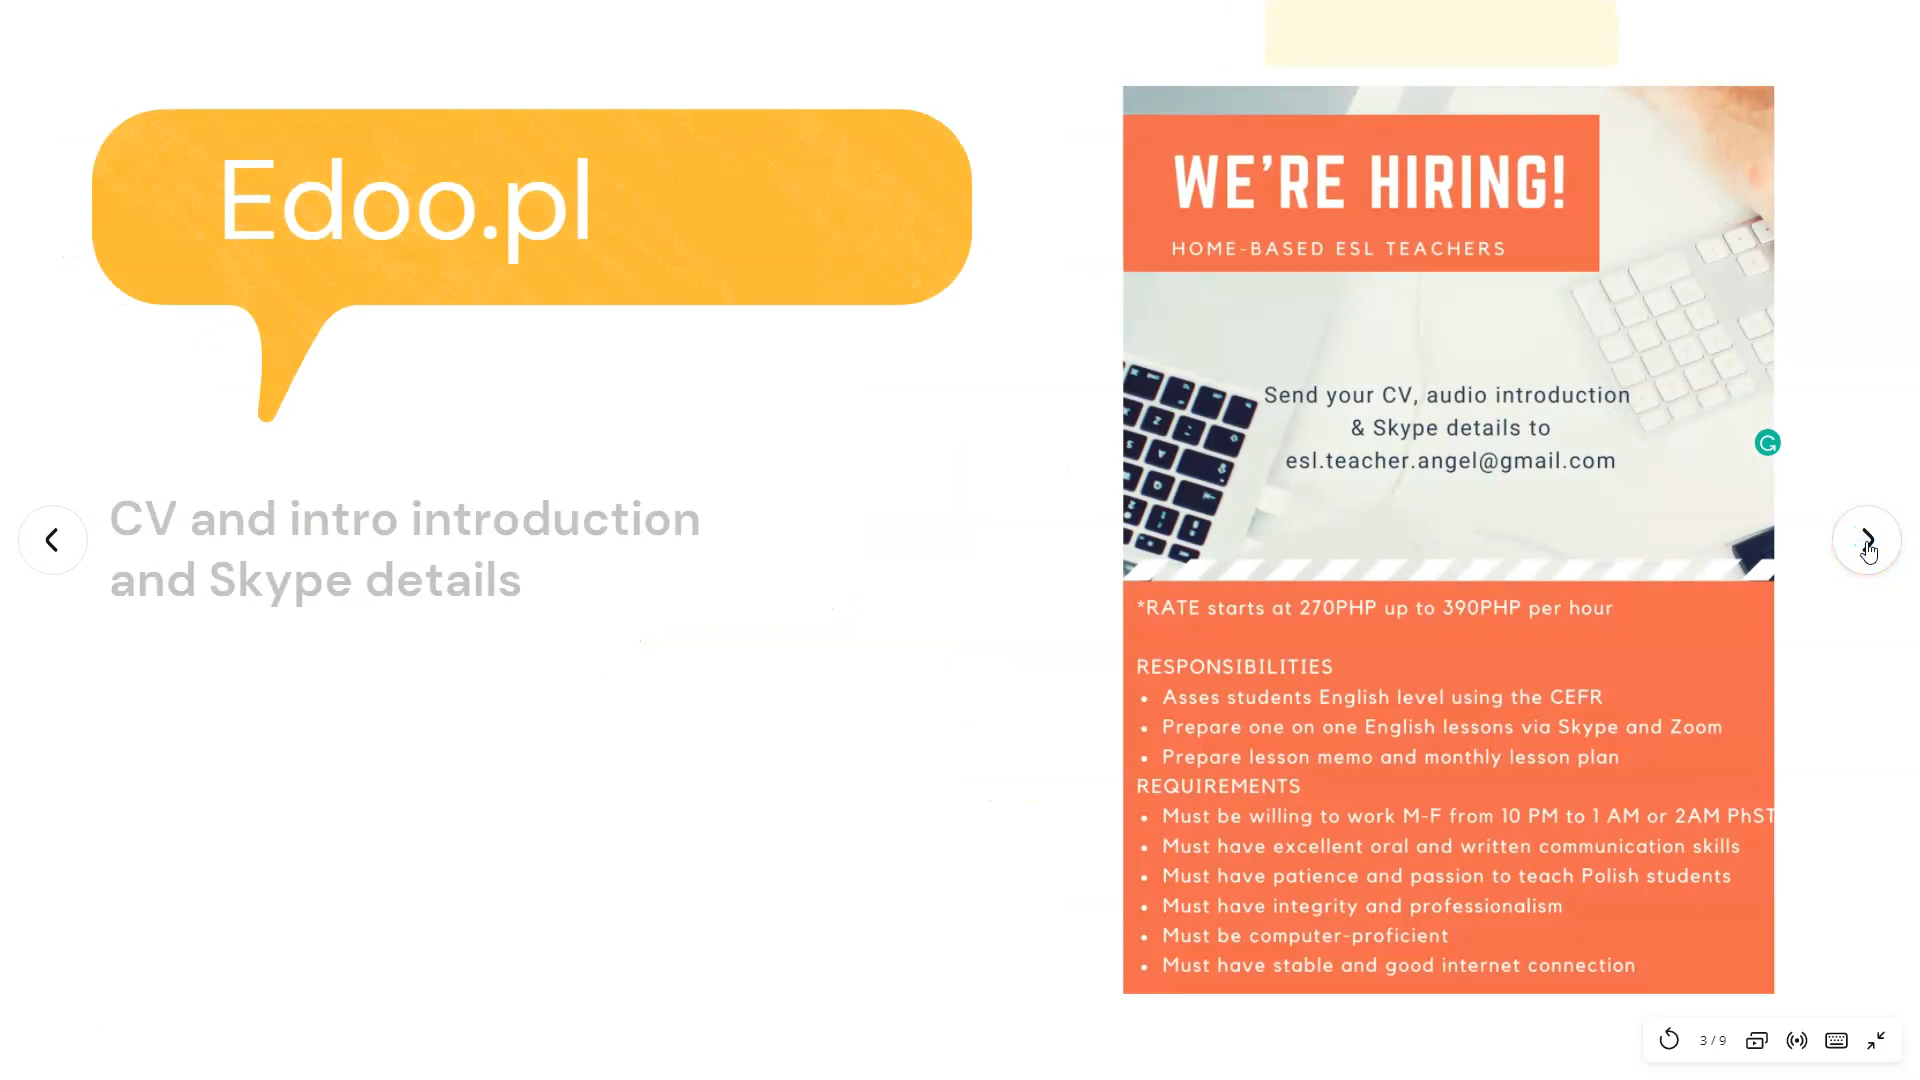 Edoo.pl
CV and intro introduction
and Skype details
WE'RE HIRING!
HOME-BASED ESL TEACHERS
Send your CV, audio introduction
& Skype details to
esl.teacher.angel@gmail.com
*RATE starts at 270PHP up to 390PHP per hour
RESPONSIBILITIES
• Asses students English level using the CEFR
• Prepare one on one English lessons via Skype and Zoom
• Prepare lesson memo and monthly lesson plan
REQUIREMENTS
• Must be willing to work M-F from 10 PM to 1 AM or 2AM PhST
• Must have excellent oral and written communication skills
• Must have patience and passion to teach Polish students
• Must have integrity and professionalism
• Must be computer-proficient
• Must have stable and good internet connection
3 / 9